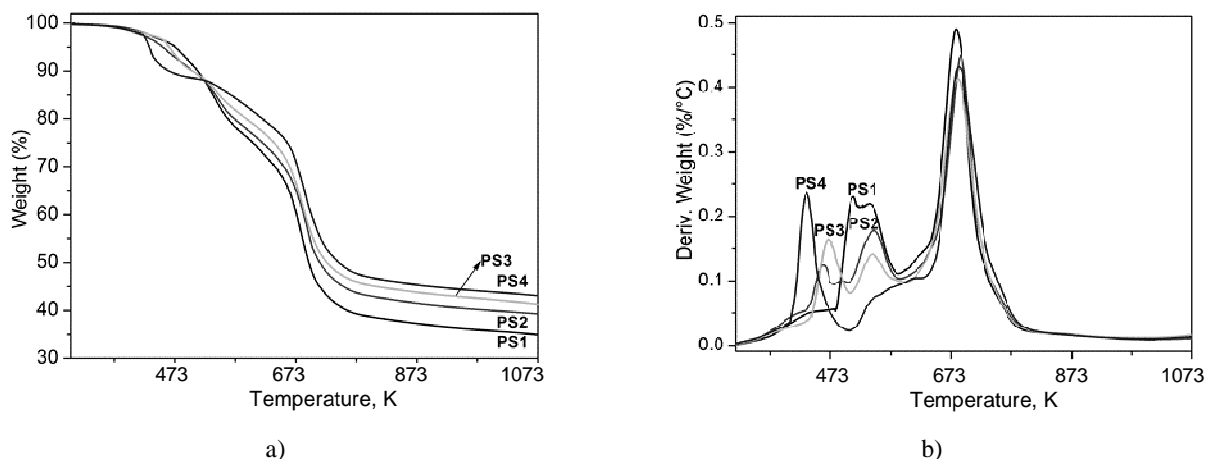 100
90
80
70
60
50
40
30
Weight (%)
PS3
PS4
PS2
PS1
473
673
873
1073
Temperature, K
a)
0.5
0.4
0.3
0.2
0.1
0.0
Deriv. Weight (%/°C)
PS4
PS1
PS3
PS2
473
673
873
1073
Temperature, K
b)